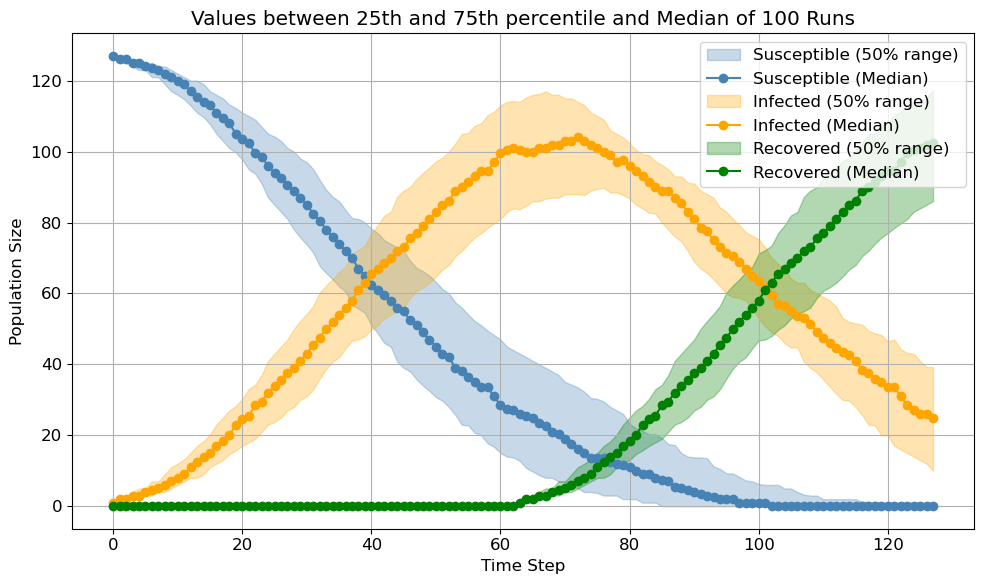 Values between 25th and 75th percentile and Median of 100 Runs
Susceptible (50% range)
Susceptible (Median)
Infected (50% range)
Infected (Median)
Recovered (50% range)
Recovered (Median)
Population Size
120
100
80
60
40
20
0
0 20 40 60 80 100 120
Time Step